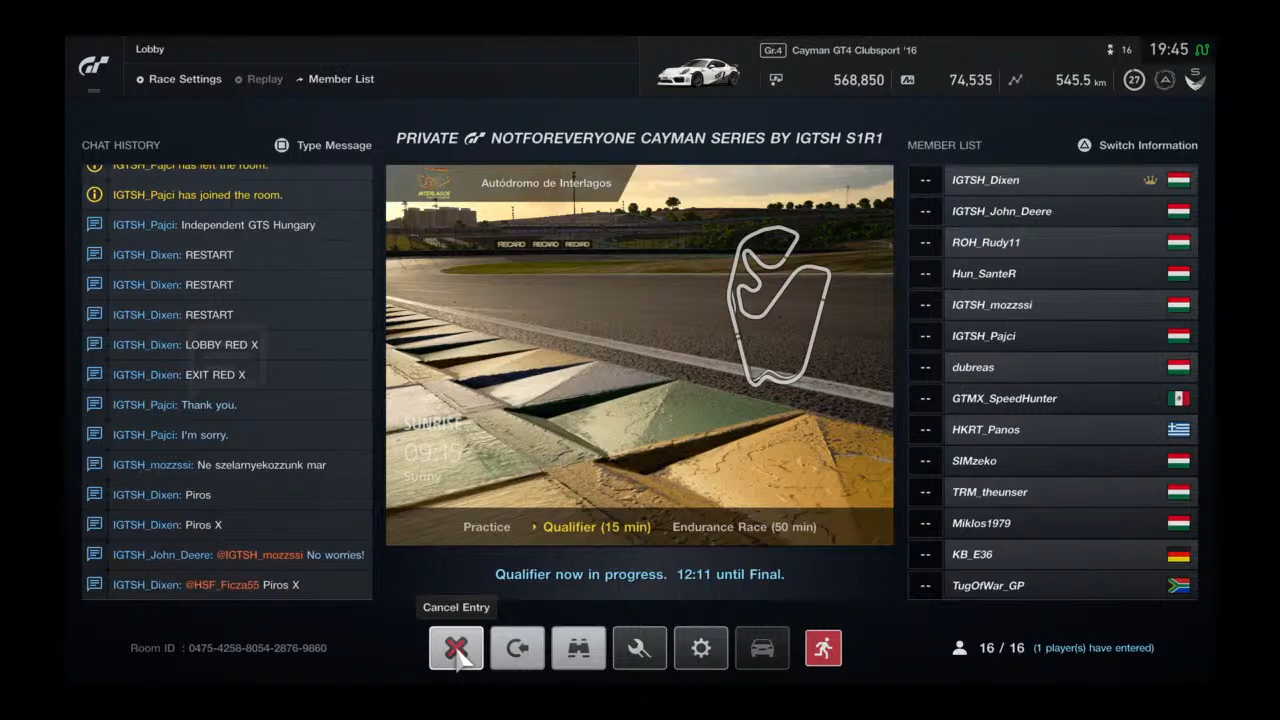 Lobby
Race Settings
Replay
Member List
Gr.4 Cayman GT4 Clubsport '16
16
19:45
568,850
74,535
545.5 km
27
A
S
CHAT HISTORY
Type Message
PRIVATE GT NOTFOREVERYONE CAYMAN SERIES BY IGTSH S1R1
MEMBER LIST
Switch Information
IGTSH_Pajci has left the room.
IGTSH_Pajci has joined the room.
IGTSH_Pajci: Independent GTS Hungary
IGTSH_Dixen: RESTART
IGTSH_Dixen: RESTART
IGTSH_Dixen: RESTART
IGTSH_Dixen: LOBBY RED X
IGTSH_Dixen: EXIT RED X
IGTSH_Pajci: Thank you.
IGTSH_Pajci: I'm sorry.
IGTSH_mozzssi: Ne szelarnyekozzunk mar
IGTSH_Dixen: Piros
IGTSH_Dixen: Piros X
IGTSH_John_Deere: @IGTSH_mozzssi No worries!
IGTSH_Dixen: @HSF_Ficza55 Piros X
INTERLAGOS
Autódromo de Interlagos
RECARO RECARO RECARO
SUNRISE
09:15
Sunny
Practice
Qualifier (15 min)
Endurance Race (50 min)
Qualifier now in progress. 12:11 until Final.
-- IGTSH_Dixen
-- IGTSH_John_Deere
-- ROH_Rudy11
-- Hun_SanteR
-- IGTSH_mozzssi
-- IGTSH_Pajci
-- dubreas
-- GTMX_SpeedHunter
-- HKRT_Panos
-- SIMzeko
-- TRM_theunser
-- Miklos1979
-- KB_E36
-- TugOfWar_GP
Cancel Entry
Room ID : 0475-4258-8054-2876-9860
16 / 16 (1 player(s) have entered)